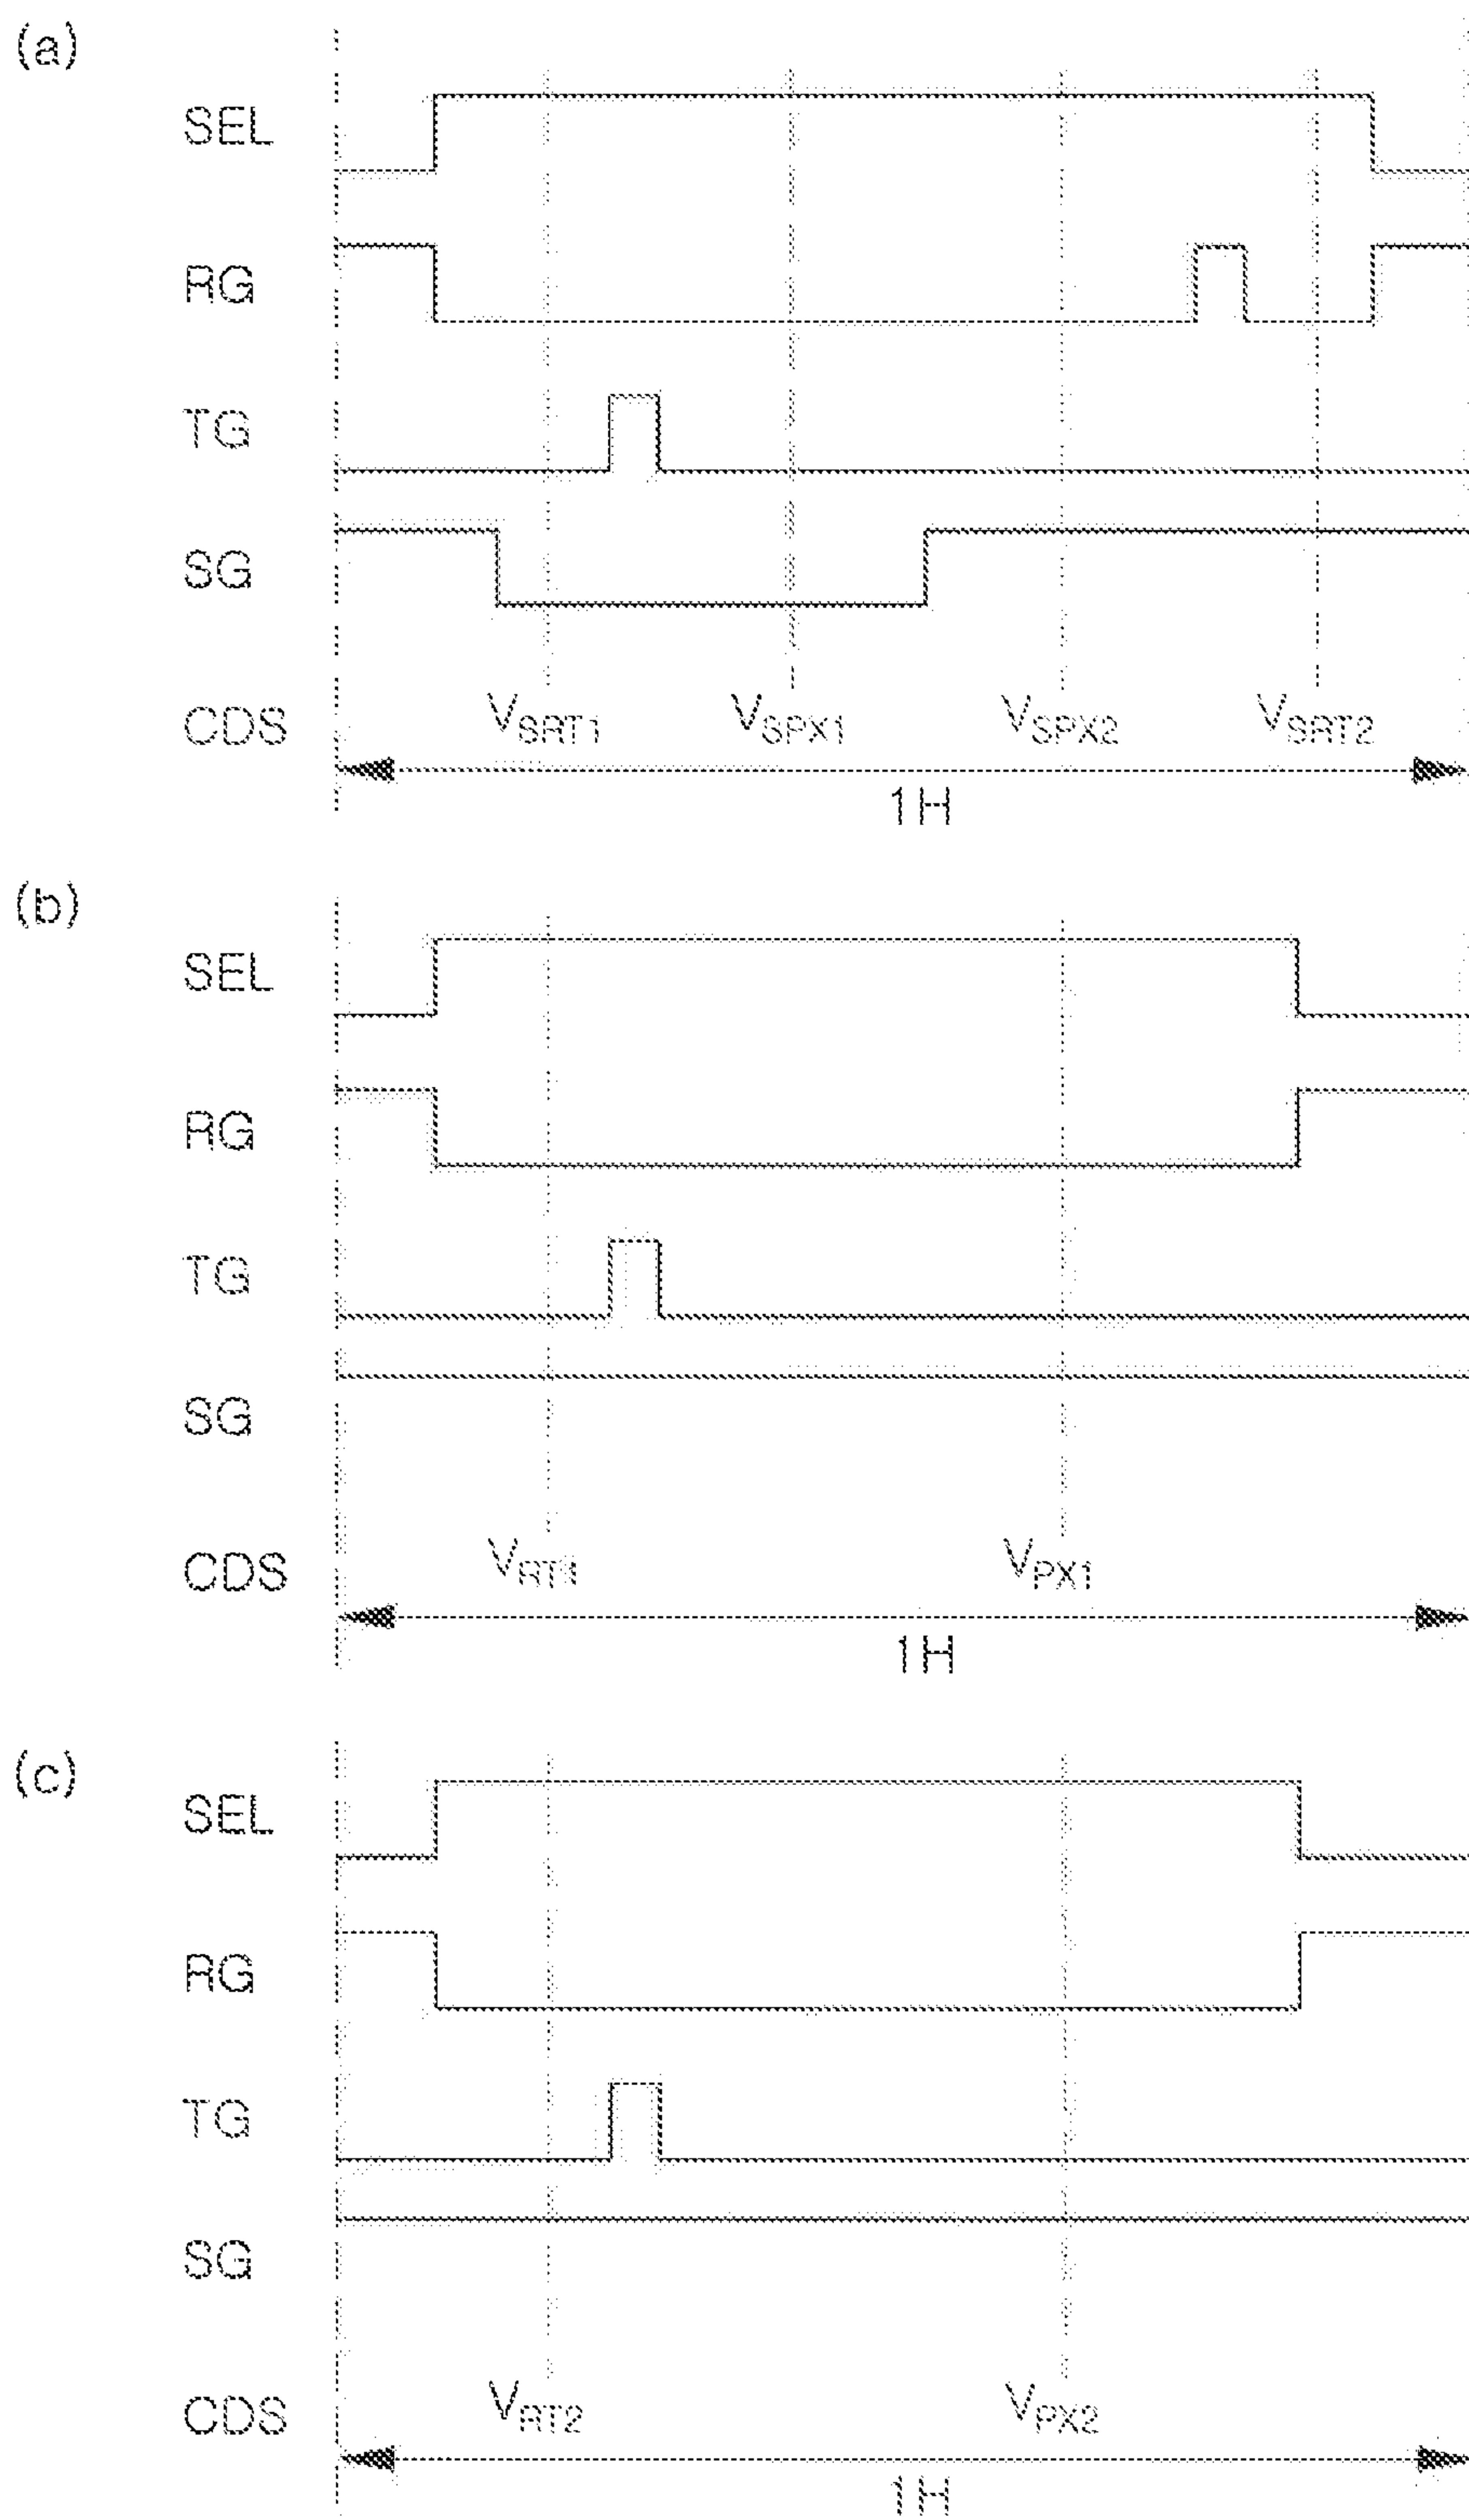 (a)
SEL
RG
TG
SG
CDS VSRT1 VSPX1 VSPX2 VSRT2
1H
(b)
SEL
RG
TG
SG
CDS VRT1 VPX1
1H
(c)
SEL
RG
TG
SG
CDS VRT2 VPX2
1H